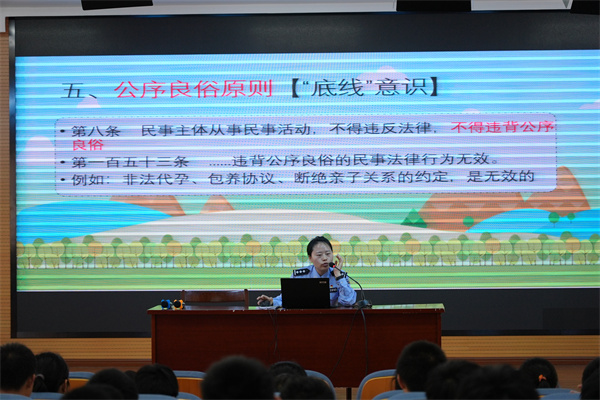 五、公序良俗原则【“底线”意识】
• 第八条 民事主体从事民事活动，不得违反法律，不得违背公序
良俗
• 第一百五十三条 ……违背公序良俗的民事法律行为无效。
• 例如：非法代孕、包养协议、断绝亲子关系的约定，是无效的